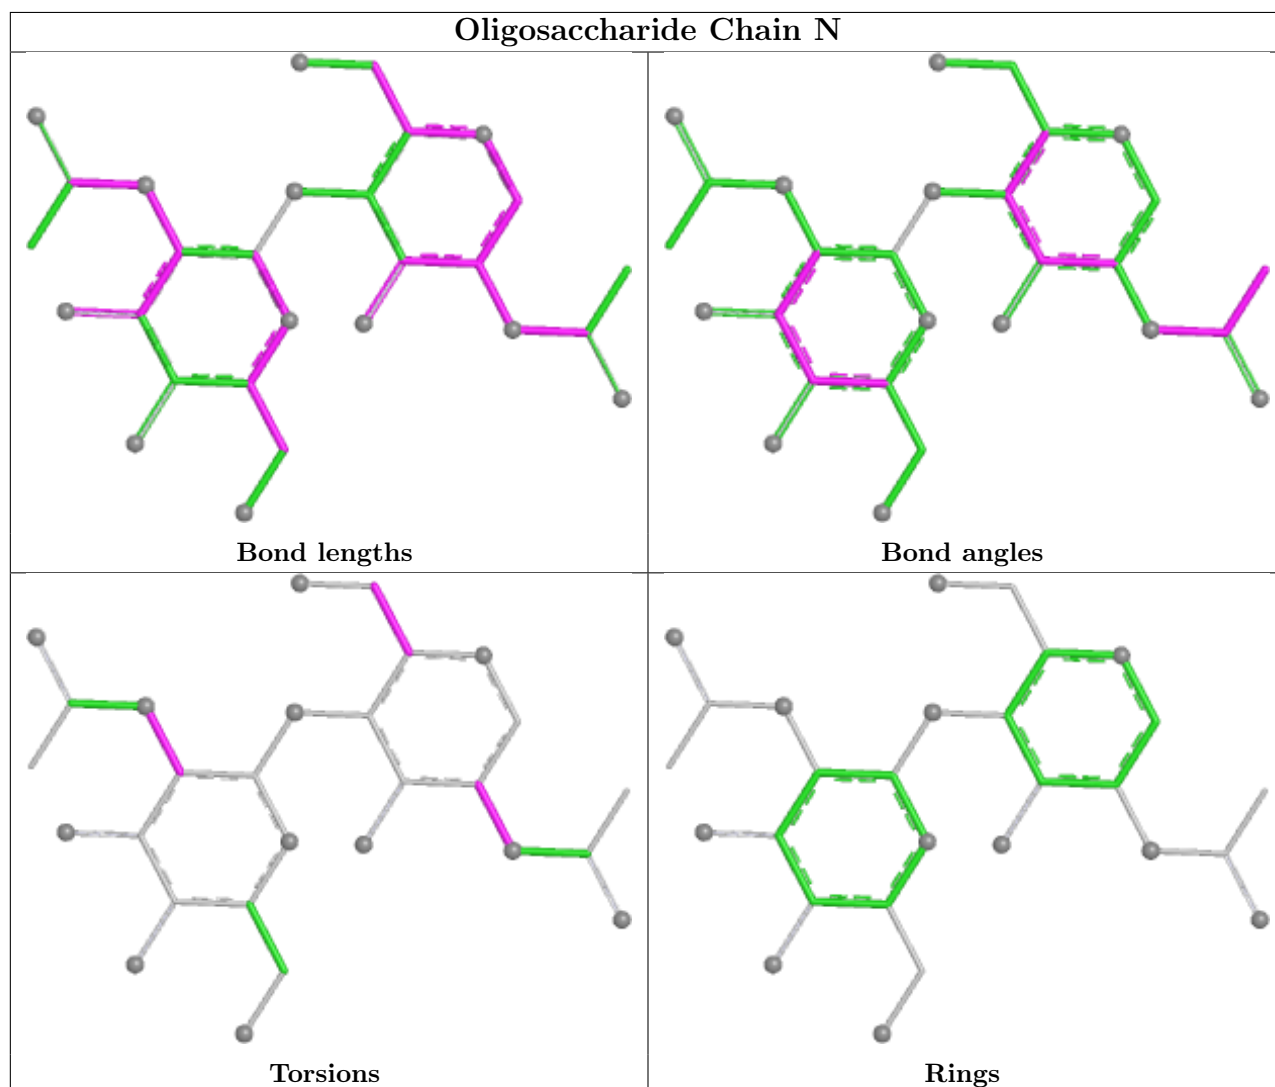 Oligosaccharide Chain N
Bond lengths
Bond angles
Torsions
Rings